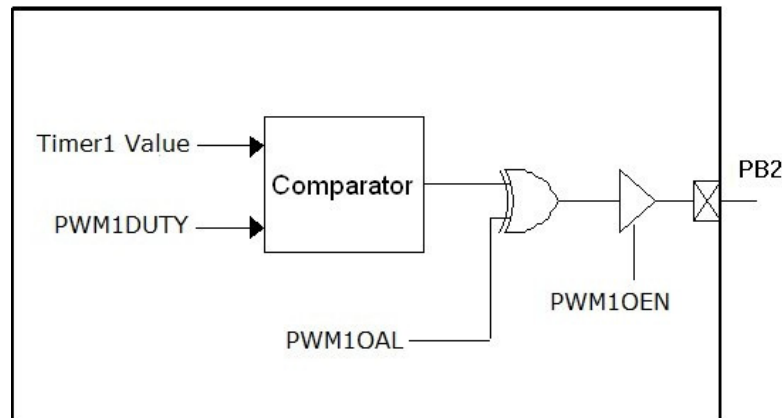 Timer1 Value
PWM1DUTY
Comparator
PB2
PWM1OEN
PWM1OAL